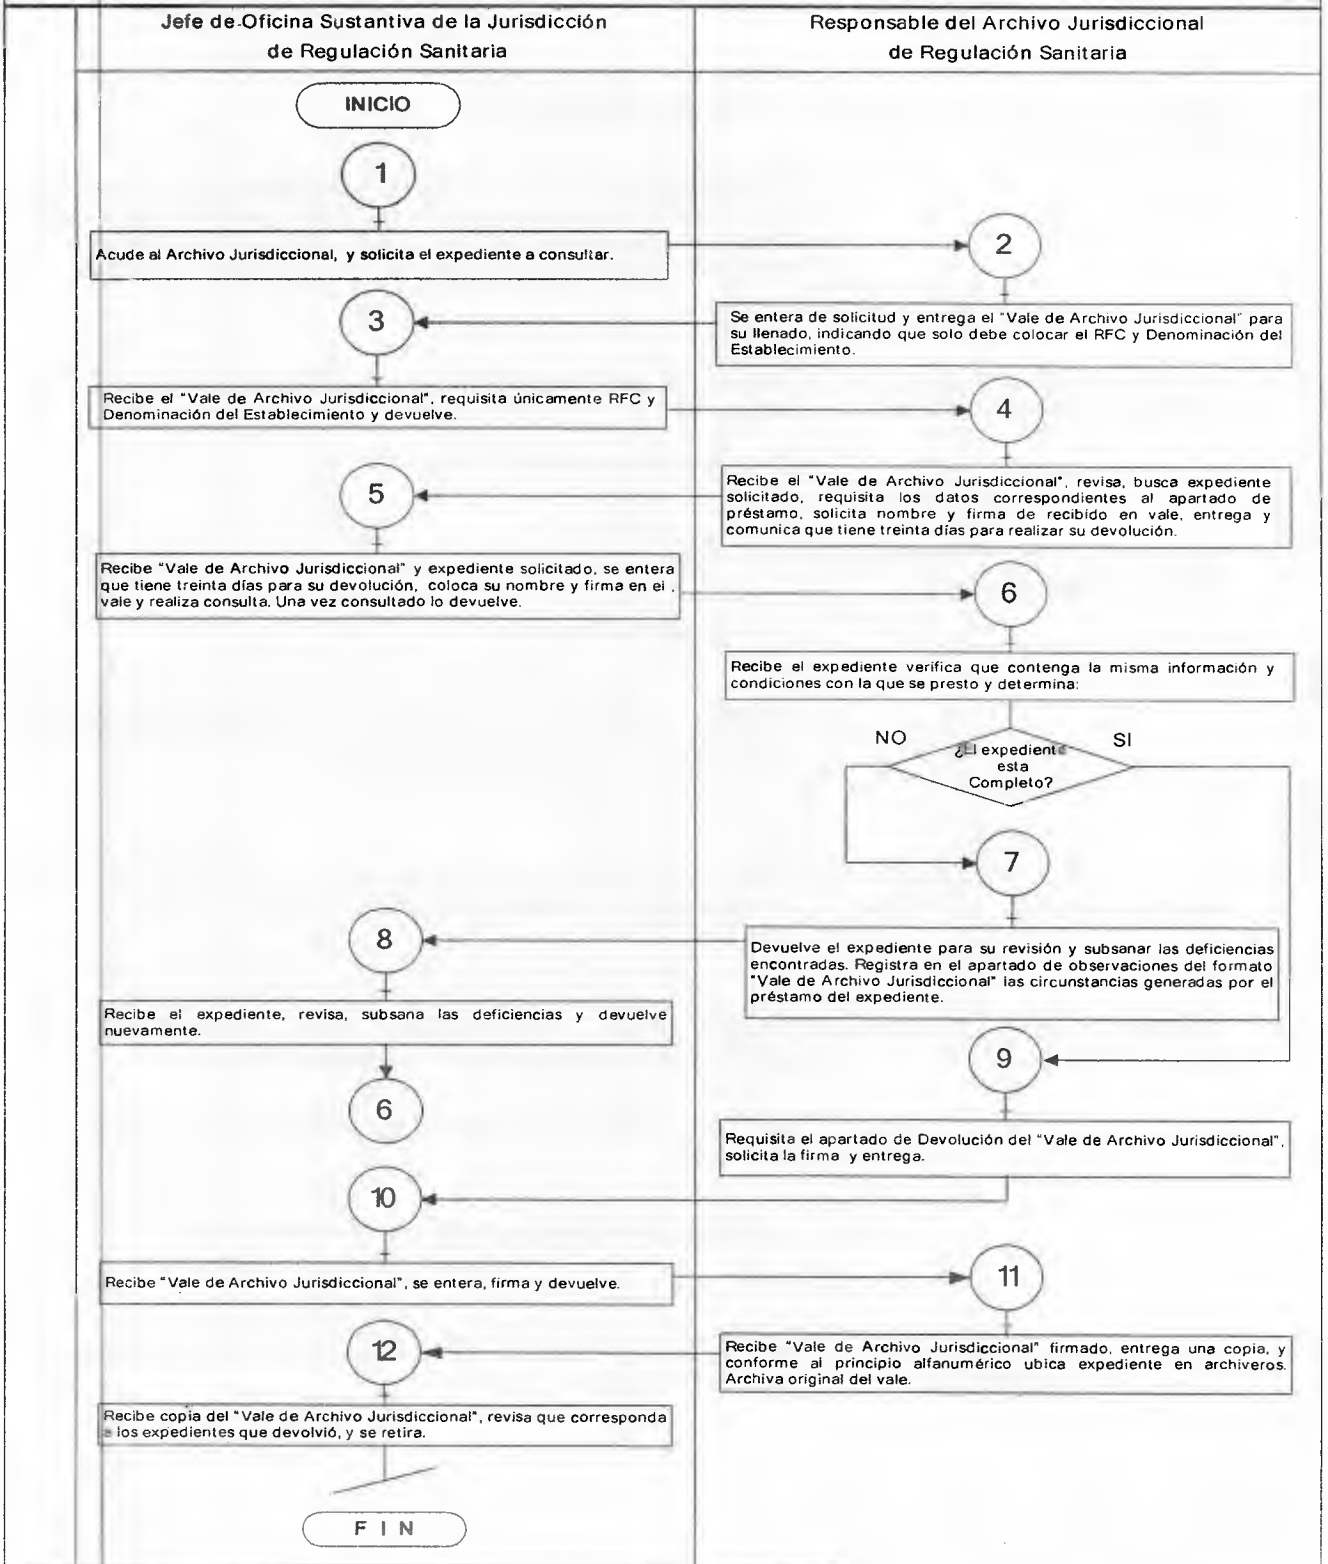 Jefe de Oficina Sustantiva de la Jurisdicción
de Regulación Sanitaria
Responsable del Archivo Jurisdiccional
de Regulación Sanitaria
INICIO
1
Acude al Archivo Jurisdiccional, y solicita el expediente a consultar.
2
Se entera de solicitud y entrega el "Vale de Archivo Jurisdiccional" para
su llenado, indicando que solo debe colocar el RFC y Denominación del
Establecimiento.
3
Recibe el "Vale de Archivo Jurisdiccional", requisita únicamente RFC y
Denominación del Establecimiento y devuelve.
4
Recibe el "Vale de Archivo Jurisdiccional", revisa, busca expediente
solicitado, requisita los datos correspondientes al apartado de
préstamo, solicita nombre y firma de recibido en vale, entrega y
comunica que tiene treinta días para realizar su devolución.
5
Recibe "Vale de Archivo Jurisdiccional" y expediente solicitado, se entera
que tiene treinta días para su devolución, coloca su nombre y firma en el
vale y realiza consulta. Una vez consultado lo devuelve.
6
Recibe el expediente verifica que contenga la misma información y
condiciones con la que se presto y determina:
NO
¿El expediente
esta
Completo?
SI
7
Devuelve el expediente para su revisión y subsanar las deficiencias
encontradas. Registra en el apartado de observaciones del formato
"Vale de Archivo Jurisdiccional" las circunstancias generadas por el
préstamo del expediente.
8
Recibe el expediente, revisa, subsana las deficiencias y devuelve
nuevamente.
6
9
Requisita el apartado de Devolución del "Vale de Archivo Jurisdiccional",
solicita la firma y entrega.
10
Recibe "Vale de Archivo Jurisdiccional", se entera, firma y devuelve.
11
Recibe "Vale de Archivo Jurisdiccional" firmado, entrega una copia, y
conforme al principio alfanumérico ubica expediente en archiveros.
Archiva original del vale.
12
Recibe copia del "Vale de Archivo Jurisdiccional", revisa que corresponda
a los expedientes que devolvió, y se retira.
F I N